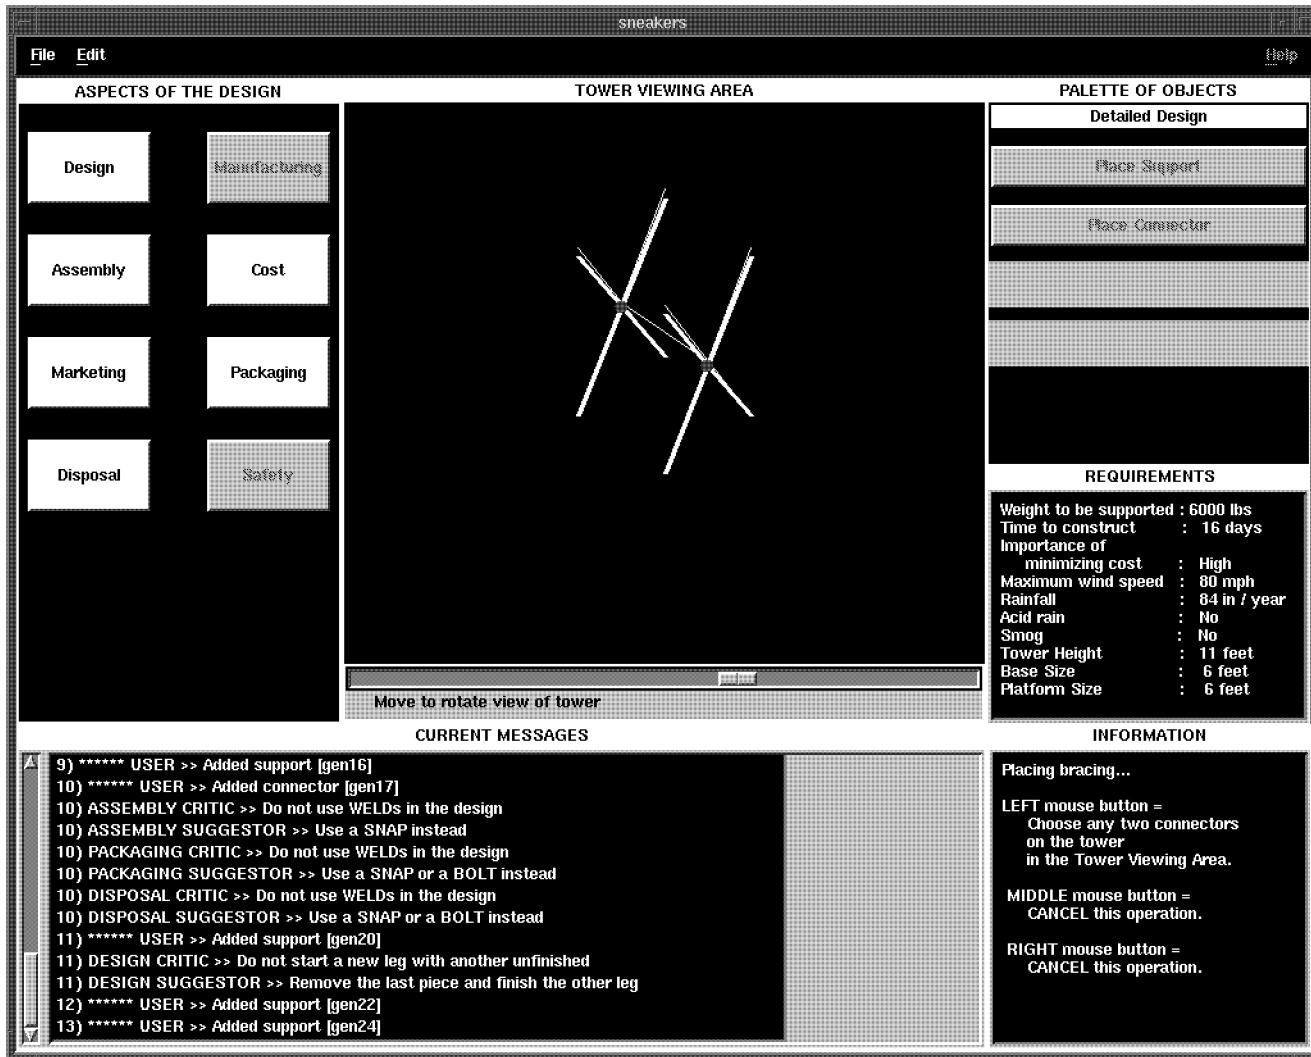 sneakers
File Edit Help
ASPECTS OF THE DESIGN
Design Manufacturing
Assembly Cost
Marketing Packaging
Disposal Safety
TOWER VIEWING AREA
Move to rotate view of tower
PALETTE OF OBJECTS
Detailed Design
Place Support
Place Connector
REQUIREMENTS
Weight to be supported : 6000 lbs
Time to construct : 16 days
Importance of
minimizing cost : High
Maximum wind speed : 80 mph
Rainfall : 84 in / year
Acid rain : No
Smog : No
Tower Height : 11 feet
Base Size : 6 feet
Platform Size : 6 feet
CURRENT MESSAGES
9) ****** USER >> Added support [gen16]
10) ****** USER >> Added connector [gen17]
10) ASSEMBLY CRITIC >> Do not use WELDs in the design
10) ASSEMBLY SUGGESTOR >> Use a SNAP instead
10) PACKAGING CRITIC >> Do not use WELDs in the design
10) PACKAGING SUGGESTOR >> Use a SNAP or a BOLT instead
10) DISPOSAL CRITIC >> Do not use WELDs in the design
10) DISPOSAL SUGGESTOR >> Use a SNAP or a BOLT instead
11) ****** USER >> Added support [gen20]
11) DESIGN CRITIC >> Do not start a new leg with another unfinished
11) DESIGN SUGGESTOR >> Remove the last piece and finish the other leg
12) ****** USER >> Added support [gen22]
13) ****** USER >> Added support [gen24]
INFORMATION
Placing bracing...
LEFT mouse button =
Choose any two connectors
on the tower
in the Tower Viewing Area.
MIDDLE mouse button =
CANCEL this operation.
RIGHT mouse button =
CANCEL this operation.